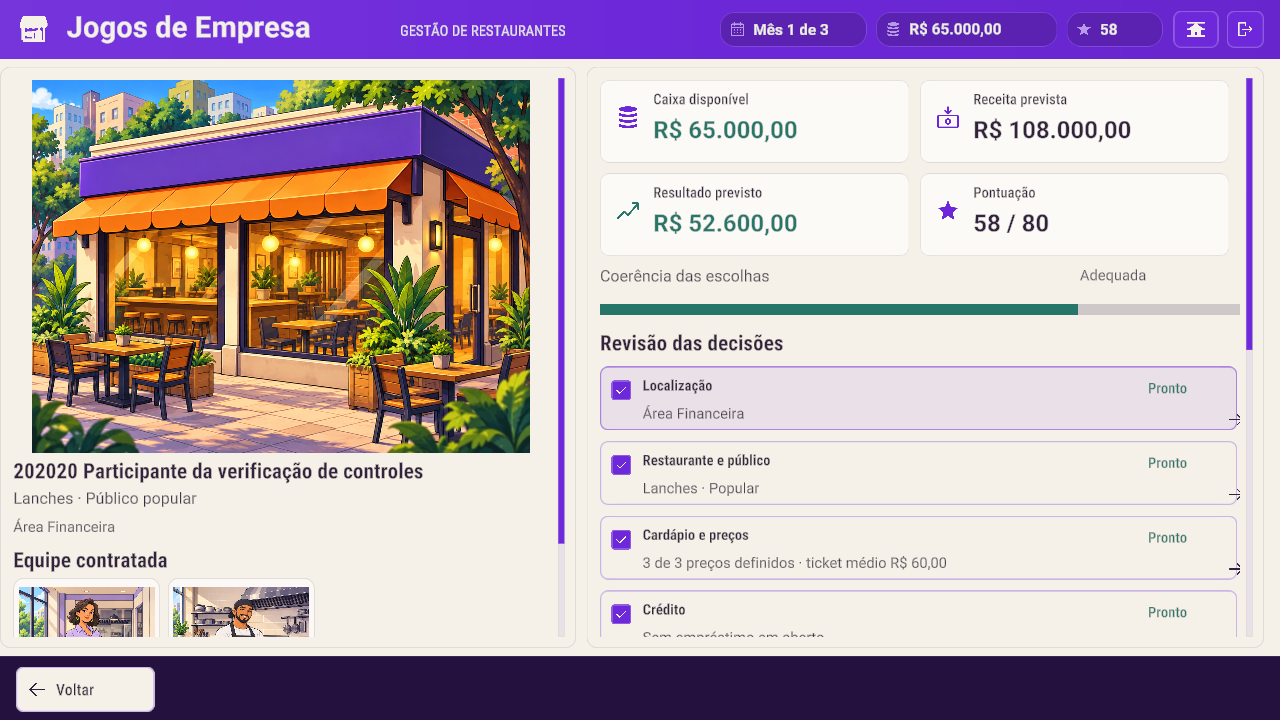 Jogos de Empresa
GESTÃO DE RESTAURANTES
Mês 1 de 3
R$ 65.000,00
58
202020 Participante da verificação de controles
Lanches · Público popular
Área Financeira
Equipe contratada
Caixa disponível
R$ 65.000,00
Receita prevista
R$ 108.000,00
Resultado previsto
R$ 52.600,00
Pontuação
58 / 80
Coerência das escolhas
Adequada
Revisão das decisões
Localização
Pronto
Área Financeira
Restaurante e público
Pronto
Lanches · Popular
Cardápio e preços
Pronto
3 de 3 preços definidos · ticket médio R$ 60,00
Crédito
Pronto
Voltar